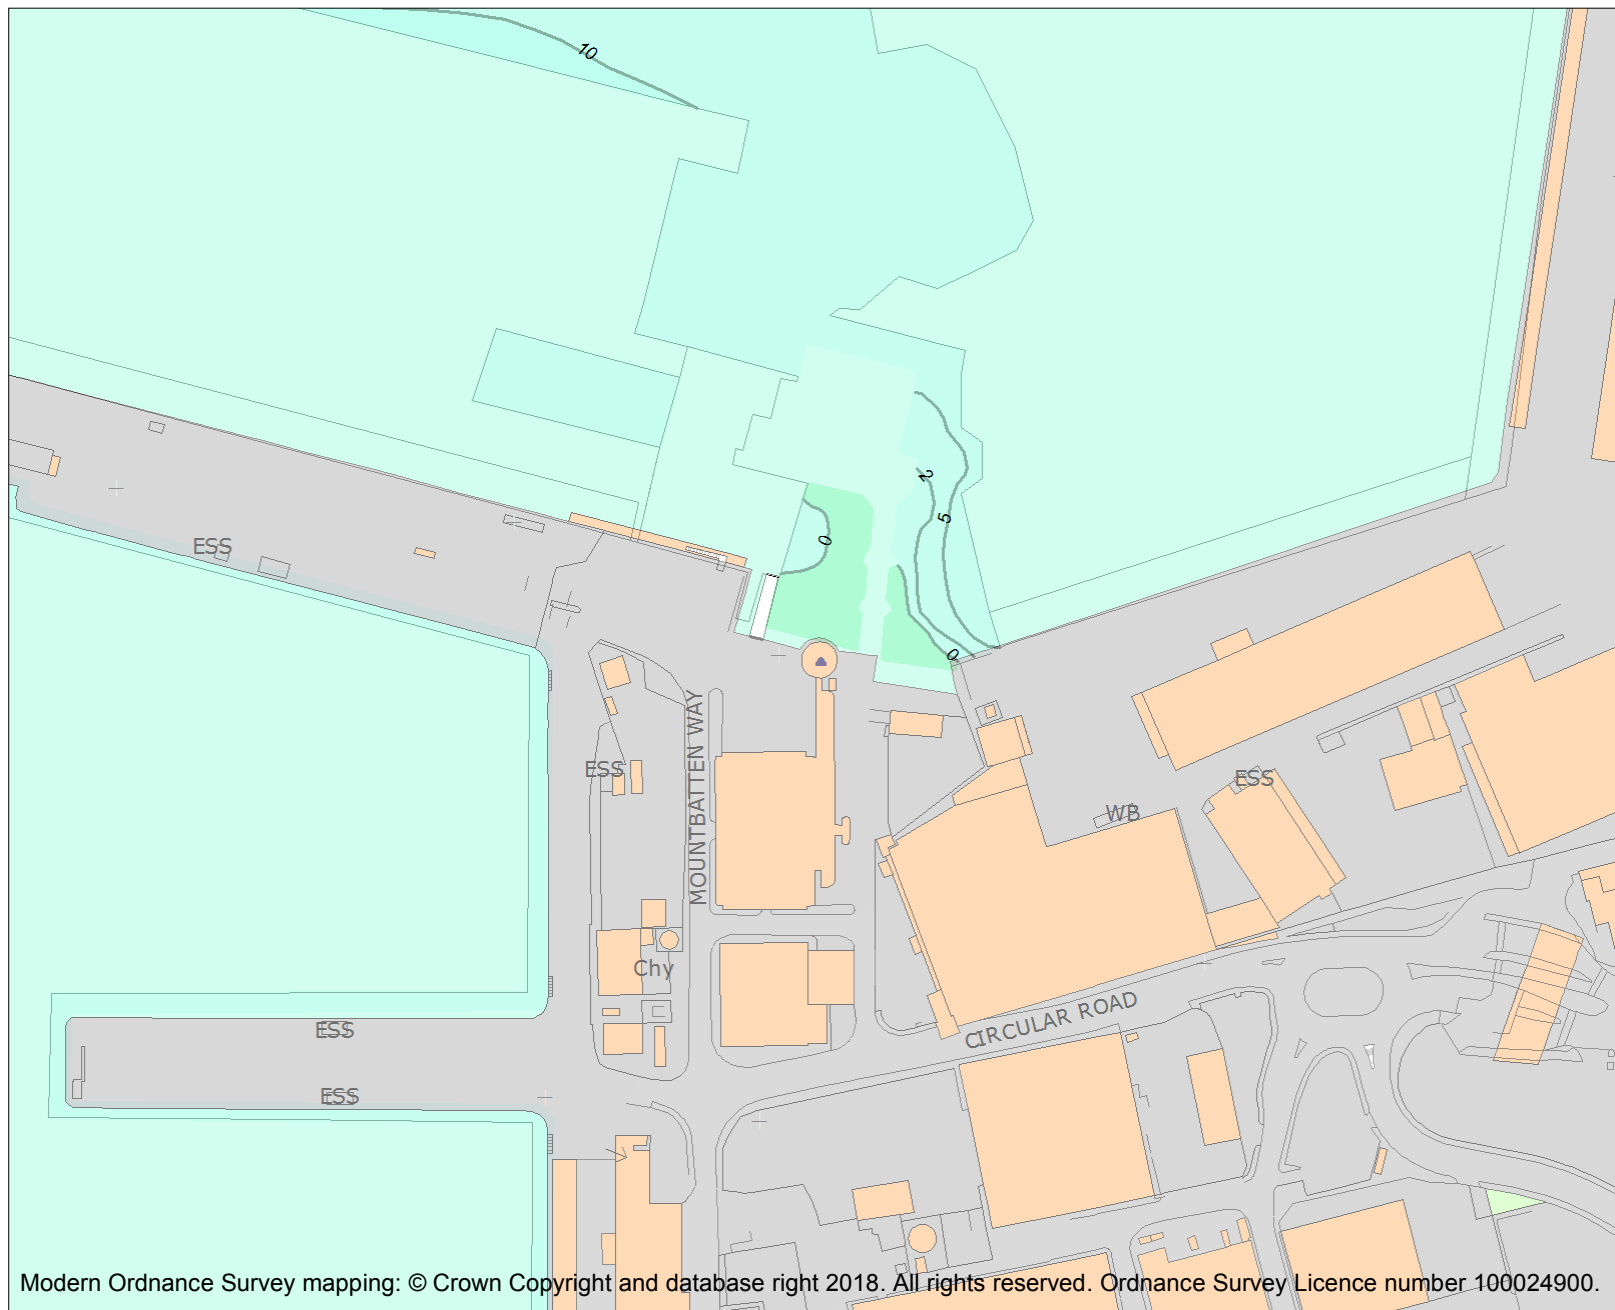 10
2
5
ESS
0
0
MOUNTBATTEN WAY
ESS
ESS
WB
Chy
CIRCULAR ROAD
ESS
ESS
Modern Ordnance Survey mapping: © Crown Copyright and database right 2018. All rights reserved. Ordnance Survey Licence number 100024900.